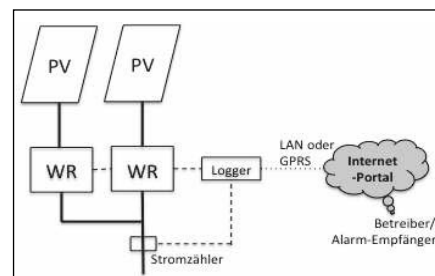 PV
PV
WR
WR
Logger
LAN oder
GPRS
Internet
-Portal
Betreiber/
Alarm-Empfänger
Stromzähler